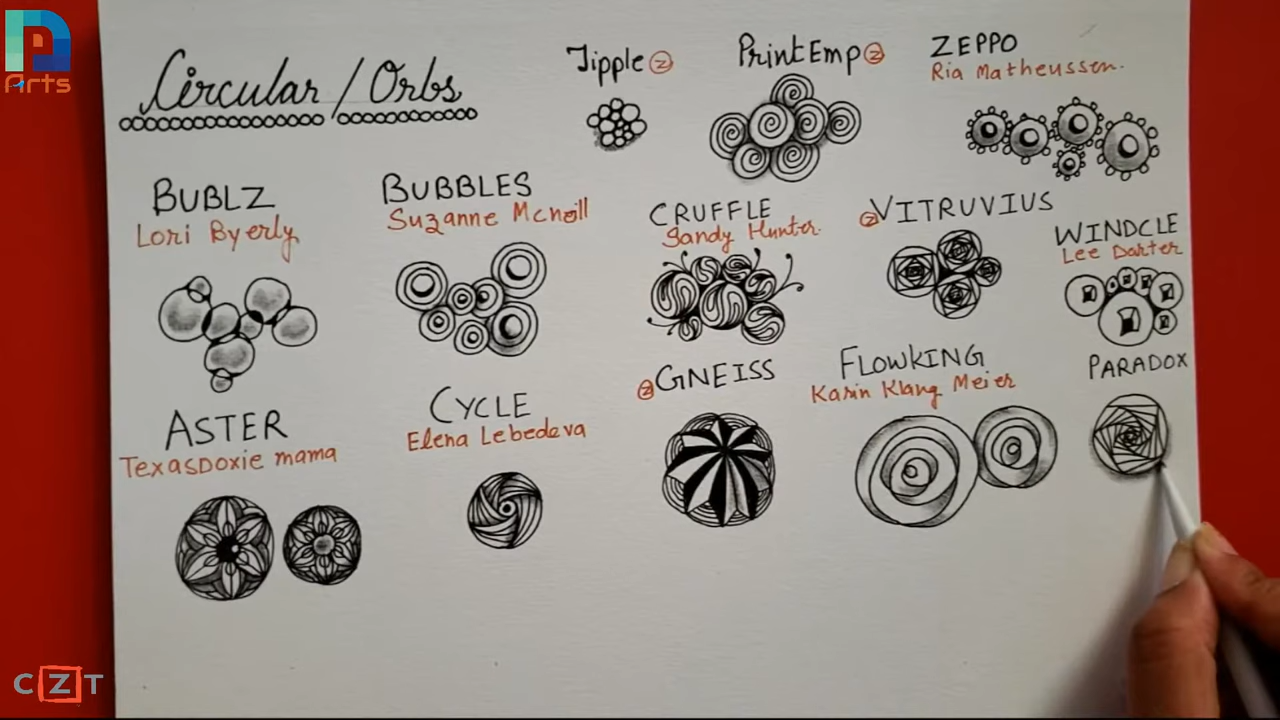 PA
Arts
Circular / Orbs
Tipple Z
PrintEmp Z
ZEPPO
Ria Matheussen.
BUBLZ
Lori Byerly
BUBBLES
Suzanne Mcneill
CRUFFLE
Sandy Hunter.
Z VITRUVIUS
WINDCLE
Lee Darter
ASTER
Texasdoxie mama
CYCLE
Elena Lebedeva
Z GNEISS
FLOWKING
Karin Klang Meier
PARADOX
CZT